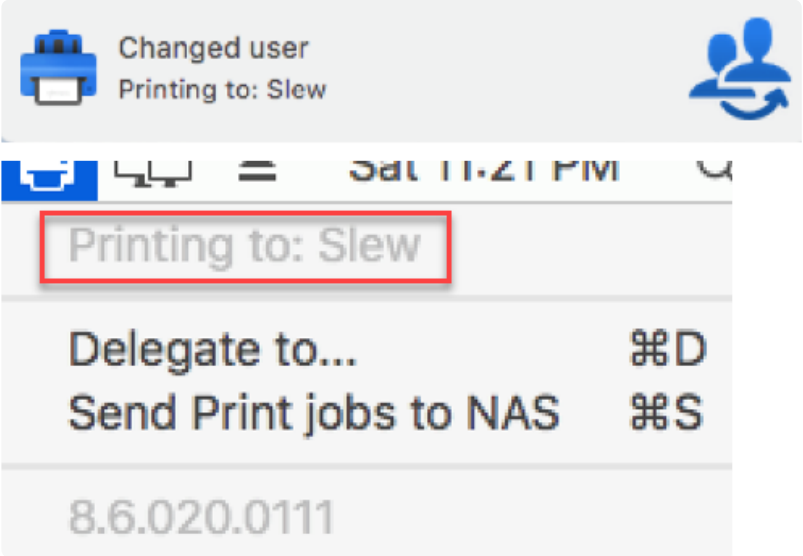 Changed user
Printing to: Slew
Sat 11:21 PM
Printing to: Slew
Delegate to... ⌘D
Send Print jobs to NAS ⌘S
8.6.020.0111